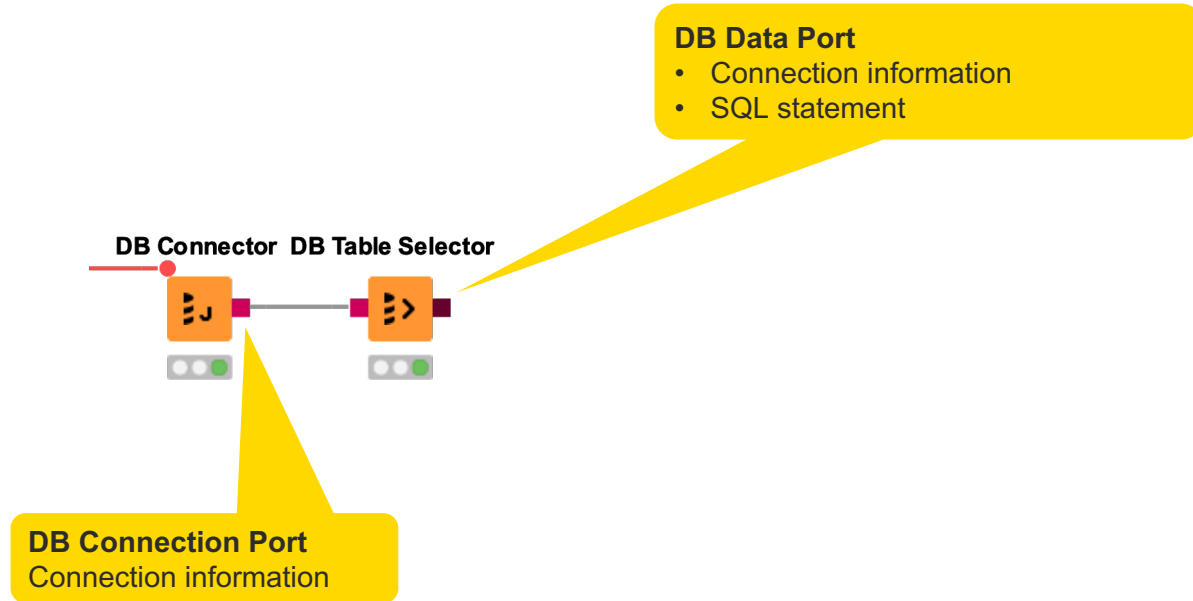 DB Data Port
• Connection information
• SQL statement
DB Connector DB Table Selector
J
DB Connection Port
Connection information